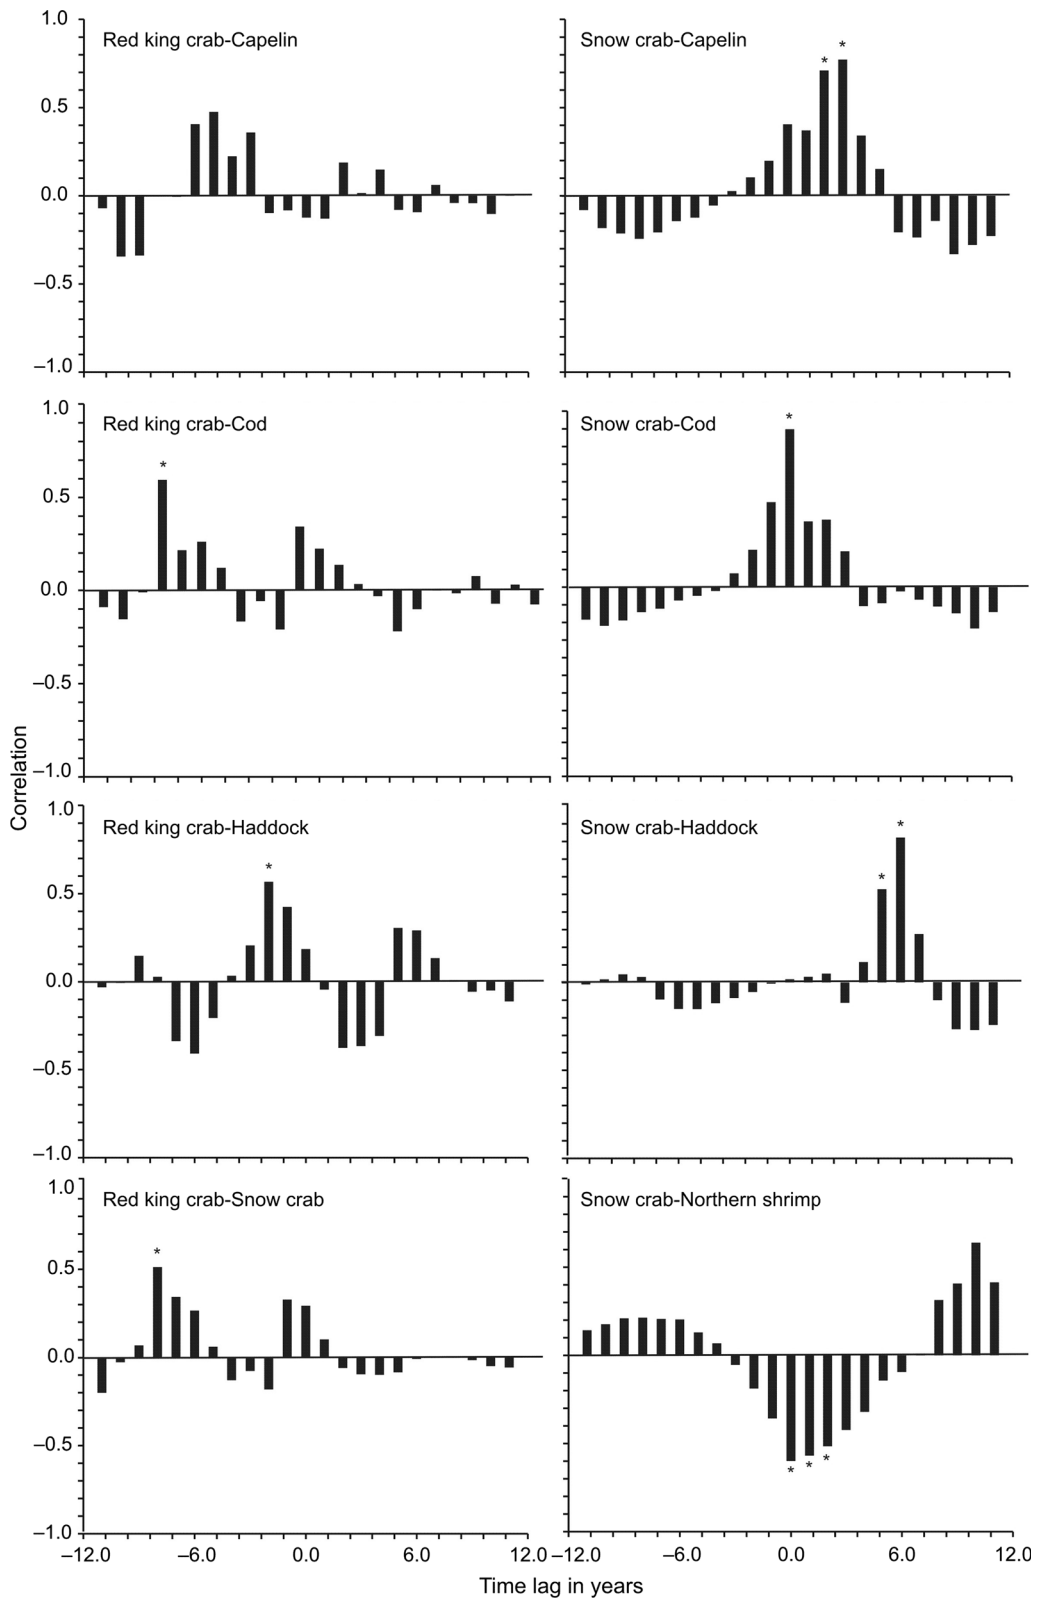 Red king crab-Capelin
1.0
0.5
0.0
–0.5
–1.0
Snow crab-Capelin
* *
Red king crab-Cod
1.0
0.5
0.0
–0.5
–1.0
*
Snow crab-Cod
*
Correlation
Red king crab-Haddock
1.0
0.5
0.0
–0.5
–1.0
*
Snow crab-Haddock
* *
Red king crab-Snow crab
1.0
0.5
0.0
–0.5
–1.0
*
Snow crab-Northern shrimp
* * *
–12.0 –6.0 0.0 6.0 12.0
–12.0 –6.0 0.0 6.0 12.0
Time lag in years